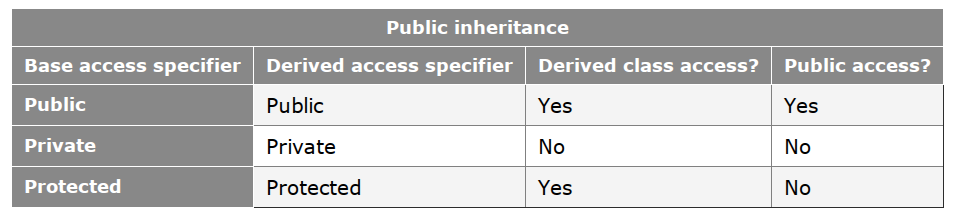 Public inheritance
Base access specifier Derived access specifier Derived class access? Public access?
Public Public Yes Yes
Private Private No No
Protected Protected Yes No